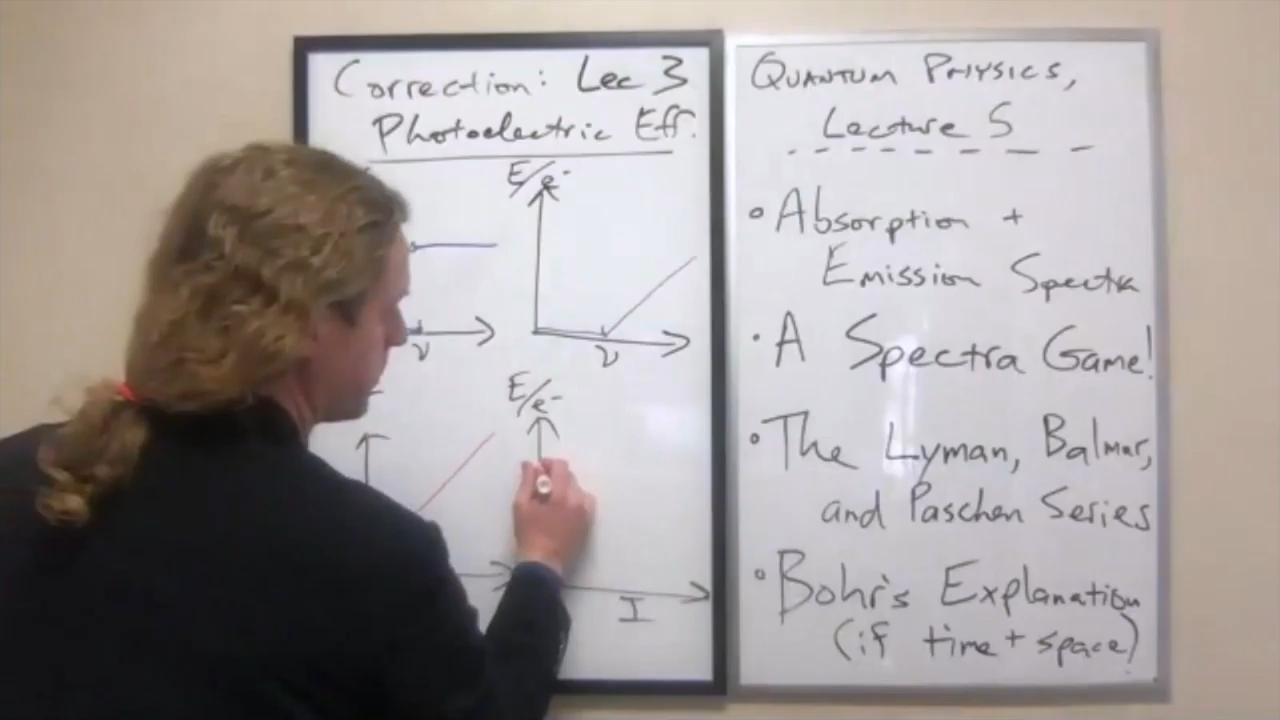 Correction: Lec 3
Photoelectric Eff.
E/e-
ν
ν
E/e-
I
QUANTUM PHYSICS,
Lecture 5
• Absorption +
Emission Spectra
• A Spectra Game!
• The Lyman, Balmer,
and Paschen Series
• Bohr's Explanation
(if time + space)